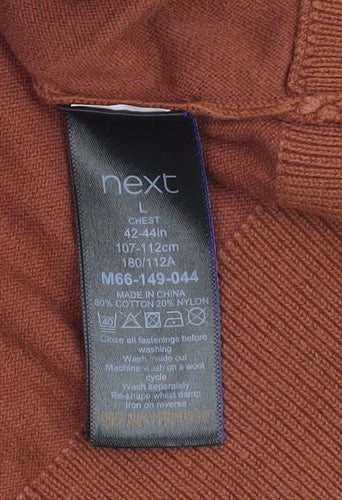 next
L
CHEST
42-44in
107-112cm
180/112A
M66-149-044
MADE IN CHINA
80% COTTON 20% NYLON
40
Close all fastenings before
washing
Wash inside out
Machine wash on a wool
cycle
Wash separately
Re-shape whilst damp
Iron on reverse